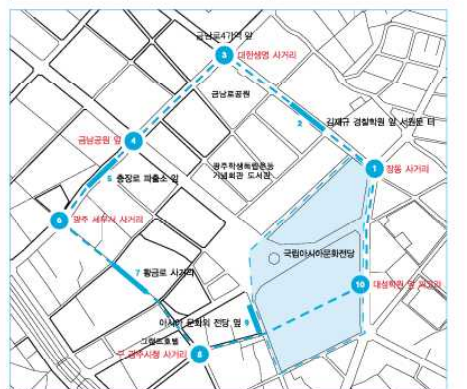 금남로4가역 앞
3
대한생명 사거리
금남로공원
2
김재규 경찰학원 앞 서원문 터
금남공원 앞
4
5 충장로 파출소 앞
광주학생독립운동
기념회관 도서관
1
장동 사거리
6
광주 세무서 사거리
국립아시아문화전당
7 황금로 사거리
10
대성학원 앞
아시아 문화의 전당 옆 9
그랜드호텔
구 광주시청 사거리
8